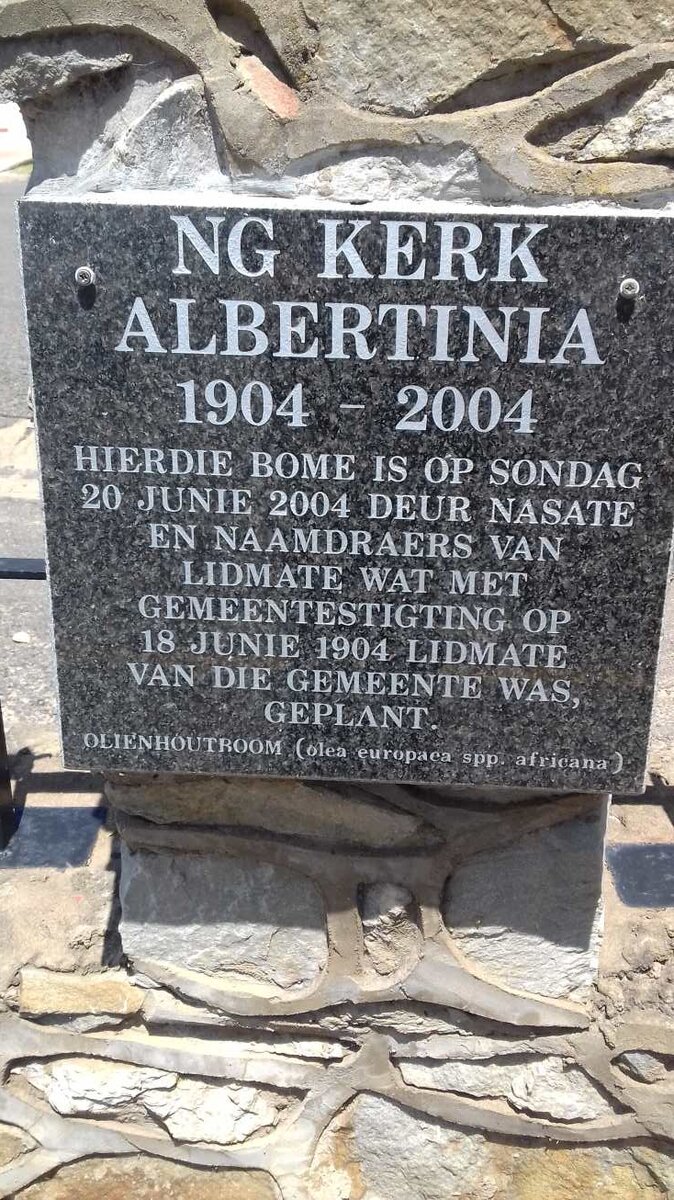 NG KERK
ALBERTINIA
1904 - 2004
HIERDIE BOME IS OP SONDAG
20 JUNIE 2004 DEUR NASATE
EN NAAMDRAERS VAN
LIDMATE WAT MET
GEMEENTESTIGTING OP
18 JUNIE 1904 LIDMATE
VAN DIE GEMEENTE WAS,
GEPLANT.
OLIENHOUTROOM (olea europaea spp. africana)